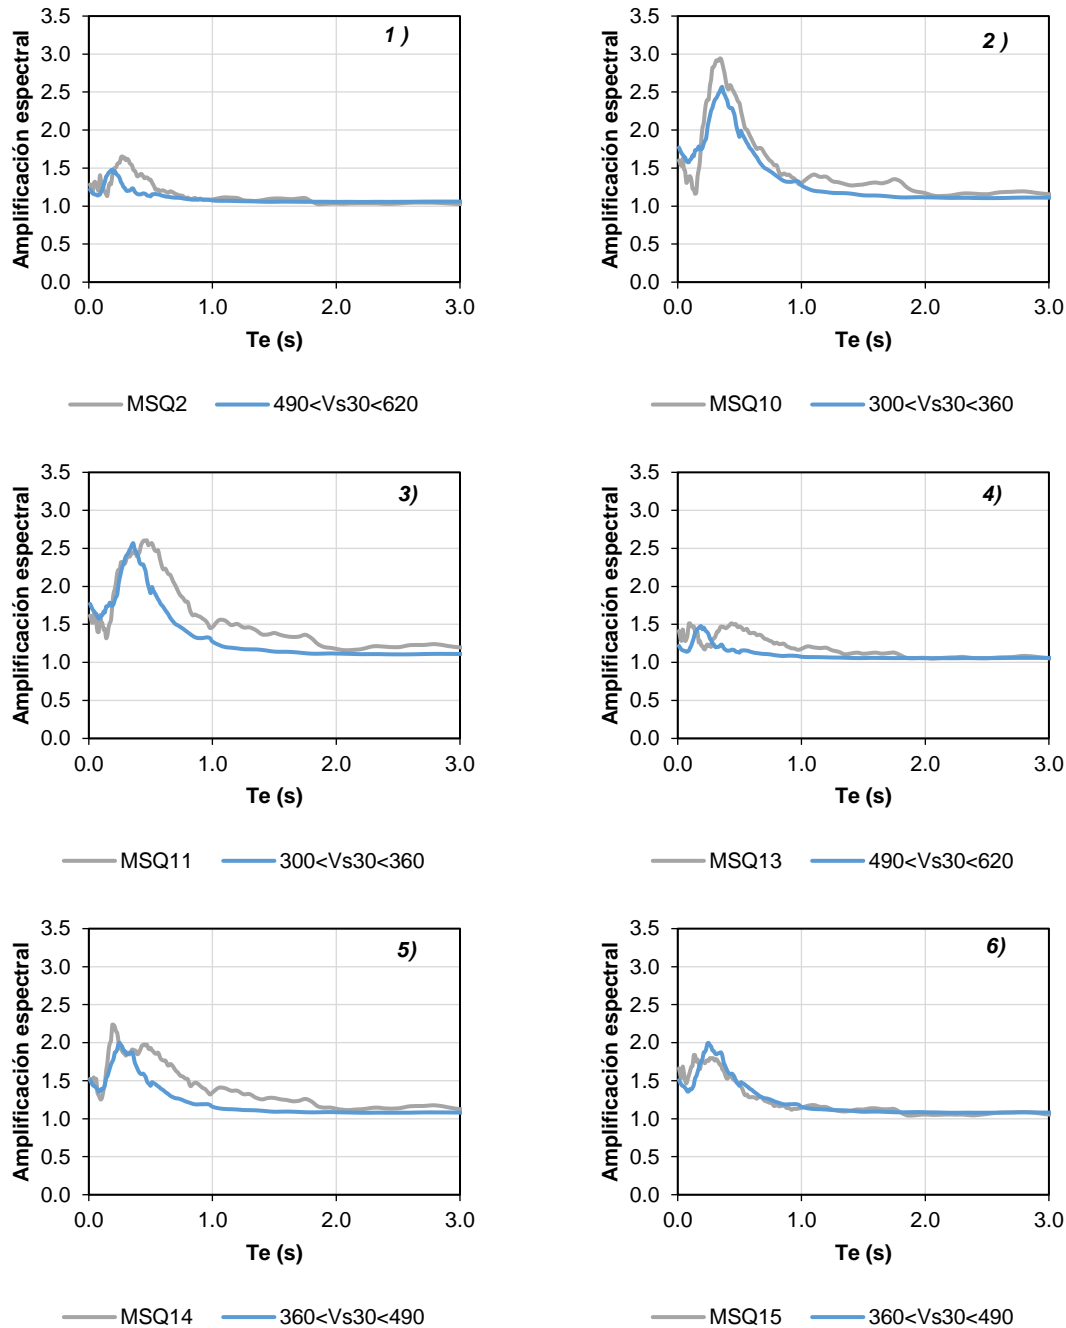 1 )
3.5
3.0
2.5
2.0
1.5
1.0
0.5
0.0
Amplificación espectral
0.0 1.0 2.0 3.0
Te (s)
MSQ2 490<Vs30<620
2 )
3.5
3.0
2.5
2.0
1.5
1.0
0.5
0.0
Amplificación espectral
0.0 1.0 2.0 3.0
Te (s)
MSQ10 300<Vs30<360
3)
3.5
3.0
2.5
2.0
1.5
1.0
0.5
0.0
Amplificación espectral
0.0 1.0 2.0 3.0
Te (s)
MSQ11 300<Vs30<360
4)
3.5
3.0
2.5
2.0
1.5
1.0
0.5
0.0
Amplificación espectral
0.0 1.0 2.0 3.0
Te (s)
MSQ13 490<Vs30<620
5)
3.5
3.0
2.5
2.0
1.5
1.0
0.5
0.0
Amplificación espectral
0.0 1.0 2.0 3.0
Te (s)
MSQ14 360<Vs30<490
6)
3.5
3.0
2.5
2.0
1.5
1.0
0.5
0.0
Amplificación espectral
0.0 1.0 2.0 3.0
Te (s)
MSQ15 360<Vs30<490